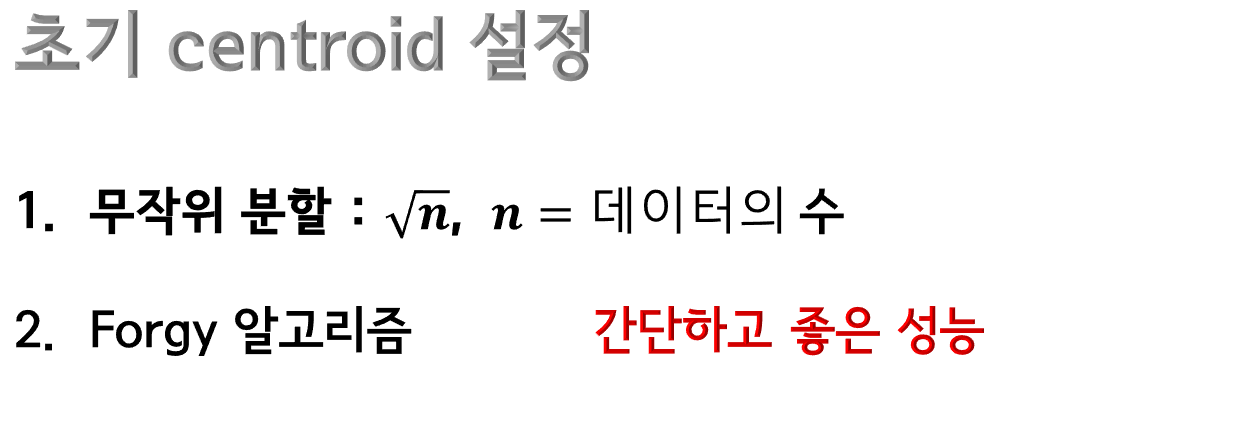 초기 centroid 설정
1. 무작위 분할 : √n, n = 데이터의 수
2. Forgy 알고리즘 간단하고 좋은 성능